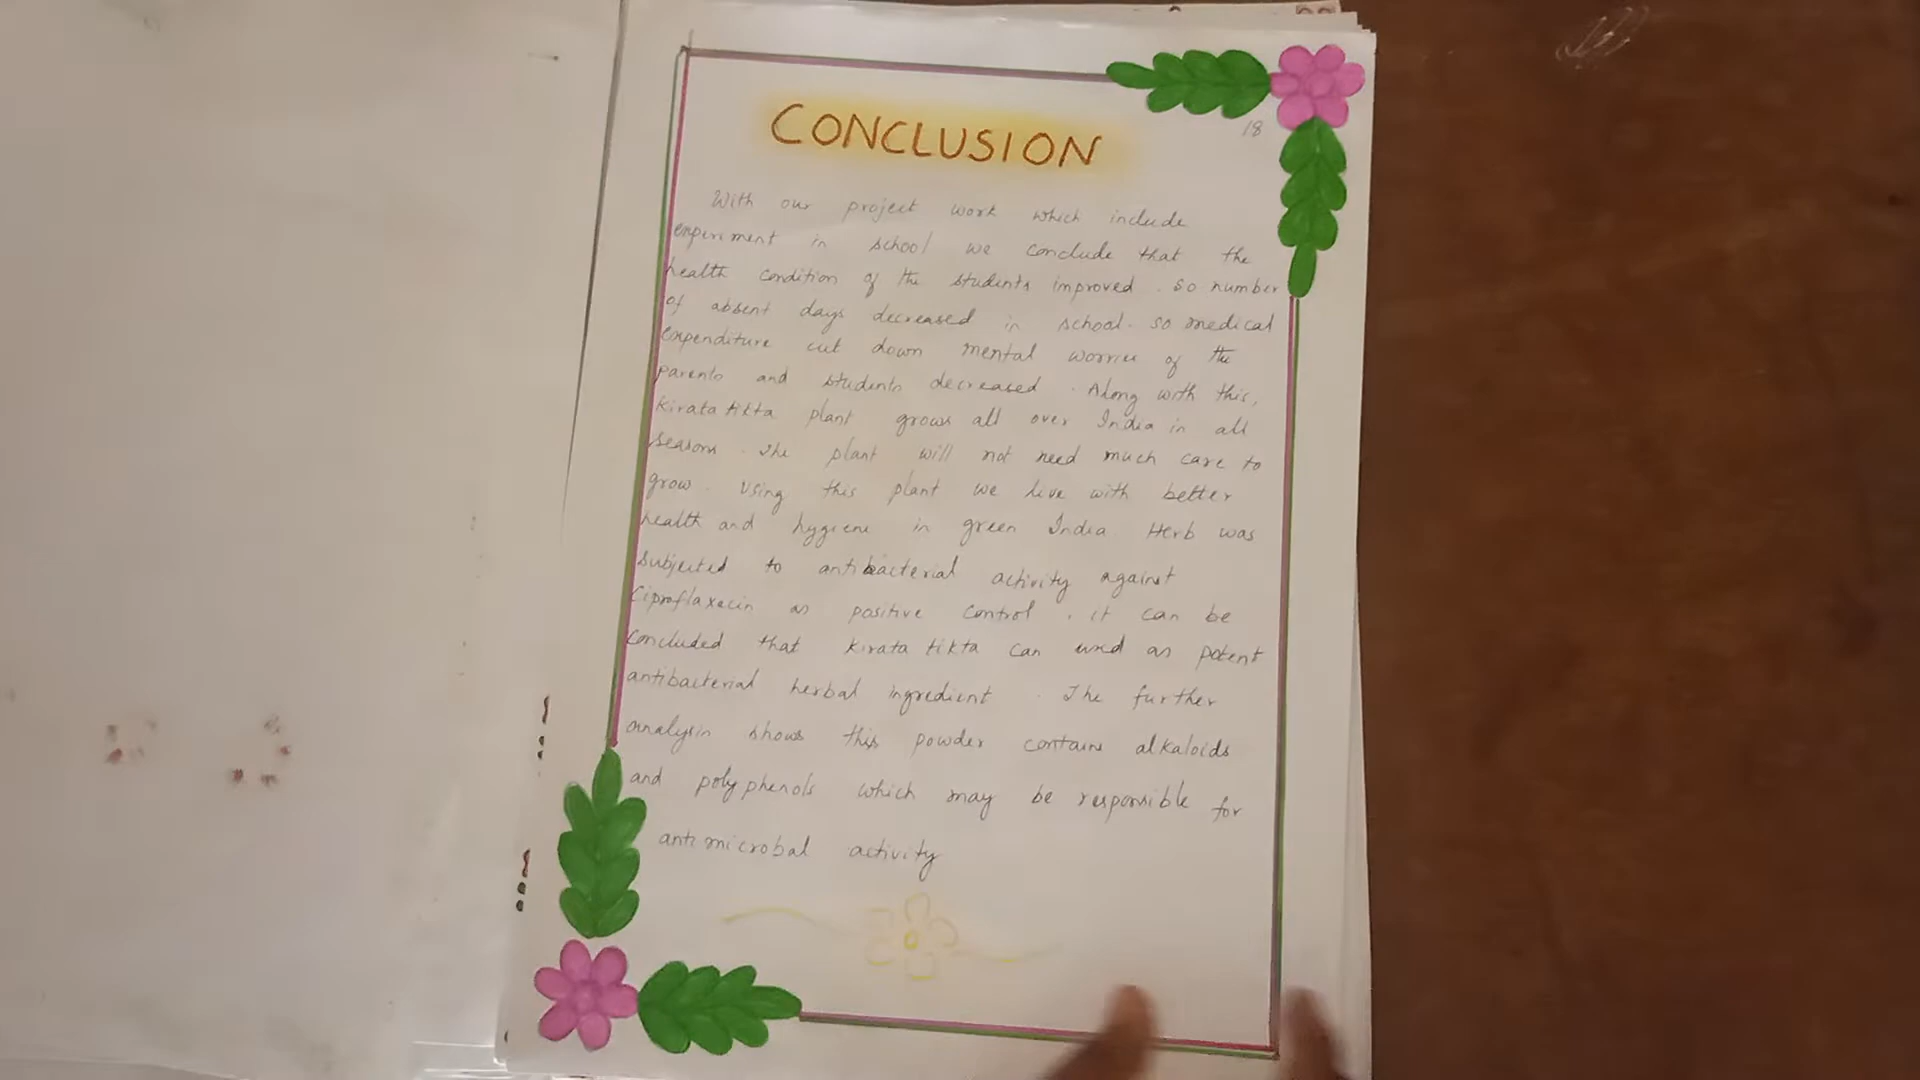 18
CONCLUSION
With our project work which include
experiment in school we conclude that the
health condition of the students improved . so number
of absent days decreased in school. so medical
expenditure cut down mental worries of the
parents and students decreased . Along with this,
kirata tikta plant grows all over India in all
seasons . The plant will not need much care to
grow . Using this plant we live with better
health and hygiene in green India Herb was
subjected to antibacterial activity against
Ciproflaxacin as positive control . it can be
concluded that kirata tikta can used as potent
antibacterial herbal ingredient . The further
analysin shows this powder contains alkaloids
and polyphenols which may be responsible for
antimicrobal activity